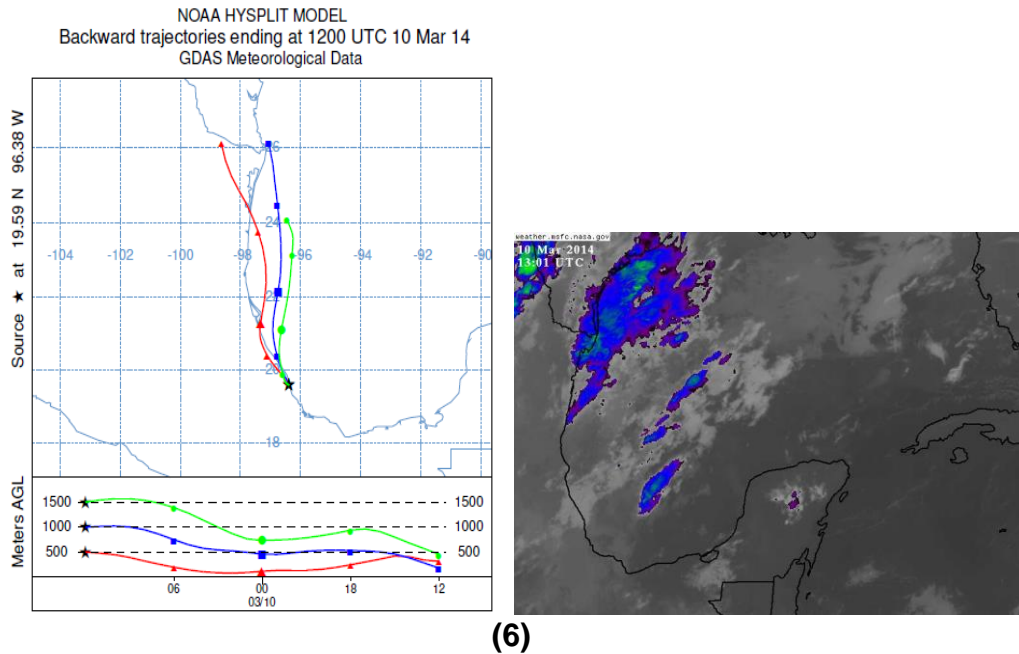 NOAA HYSPLIT MODEL
Backward trajectories ending at 1200 UTC 10 Mar 14
GDAS Meteorological Data
Source ★ at 19.59 N 96.38 W
26
24
-102 -100 -98 -96 -94 -92 -90
22
20
18
Meters AGL
1500 1500
1000 1000
500 500
06 00 18 12
03/10
weather.msfc.nasa.gov
10 Mar 2014
13:01 UTC
(6)